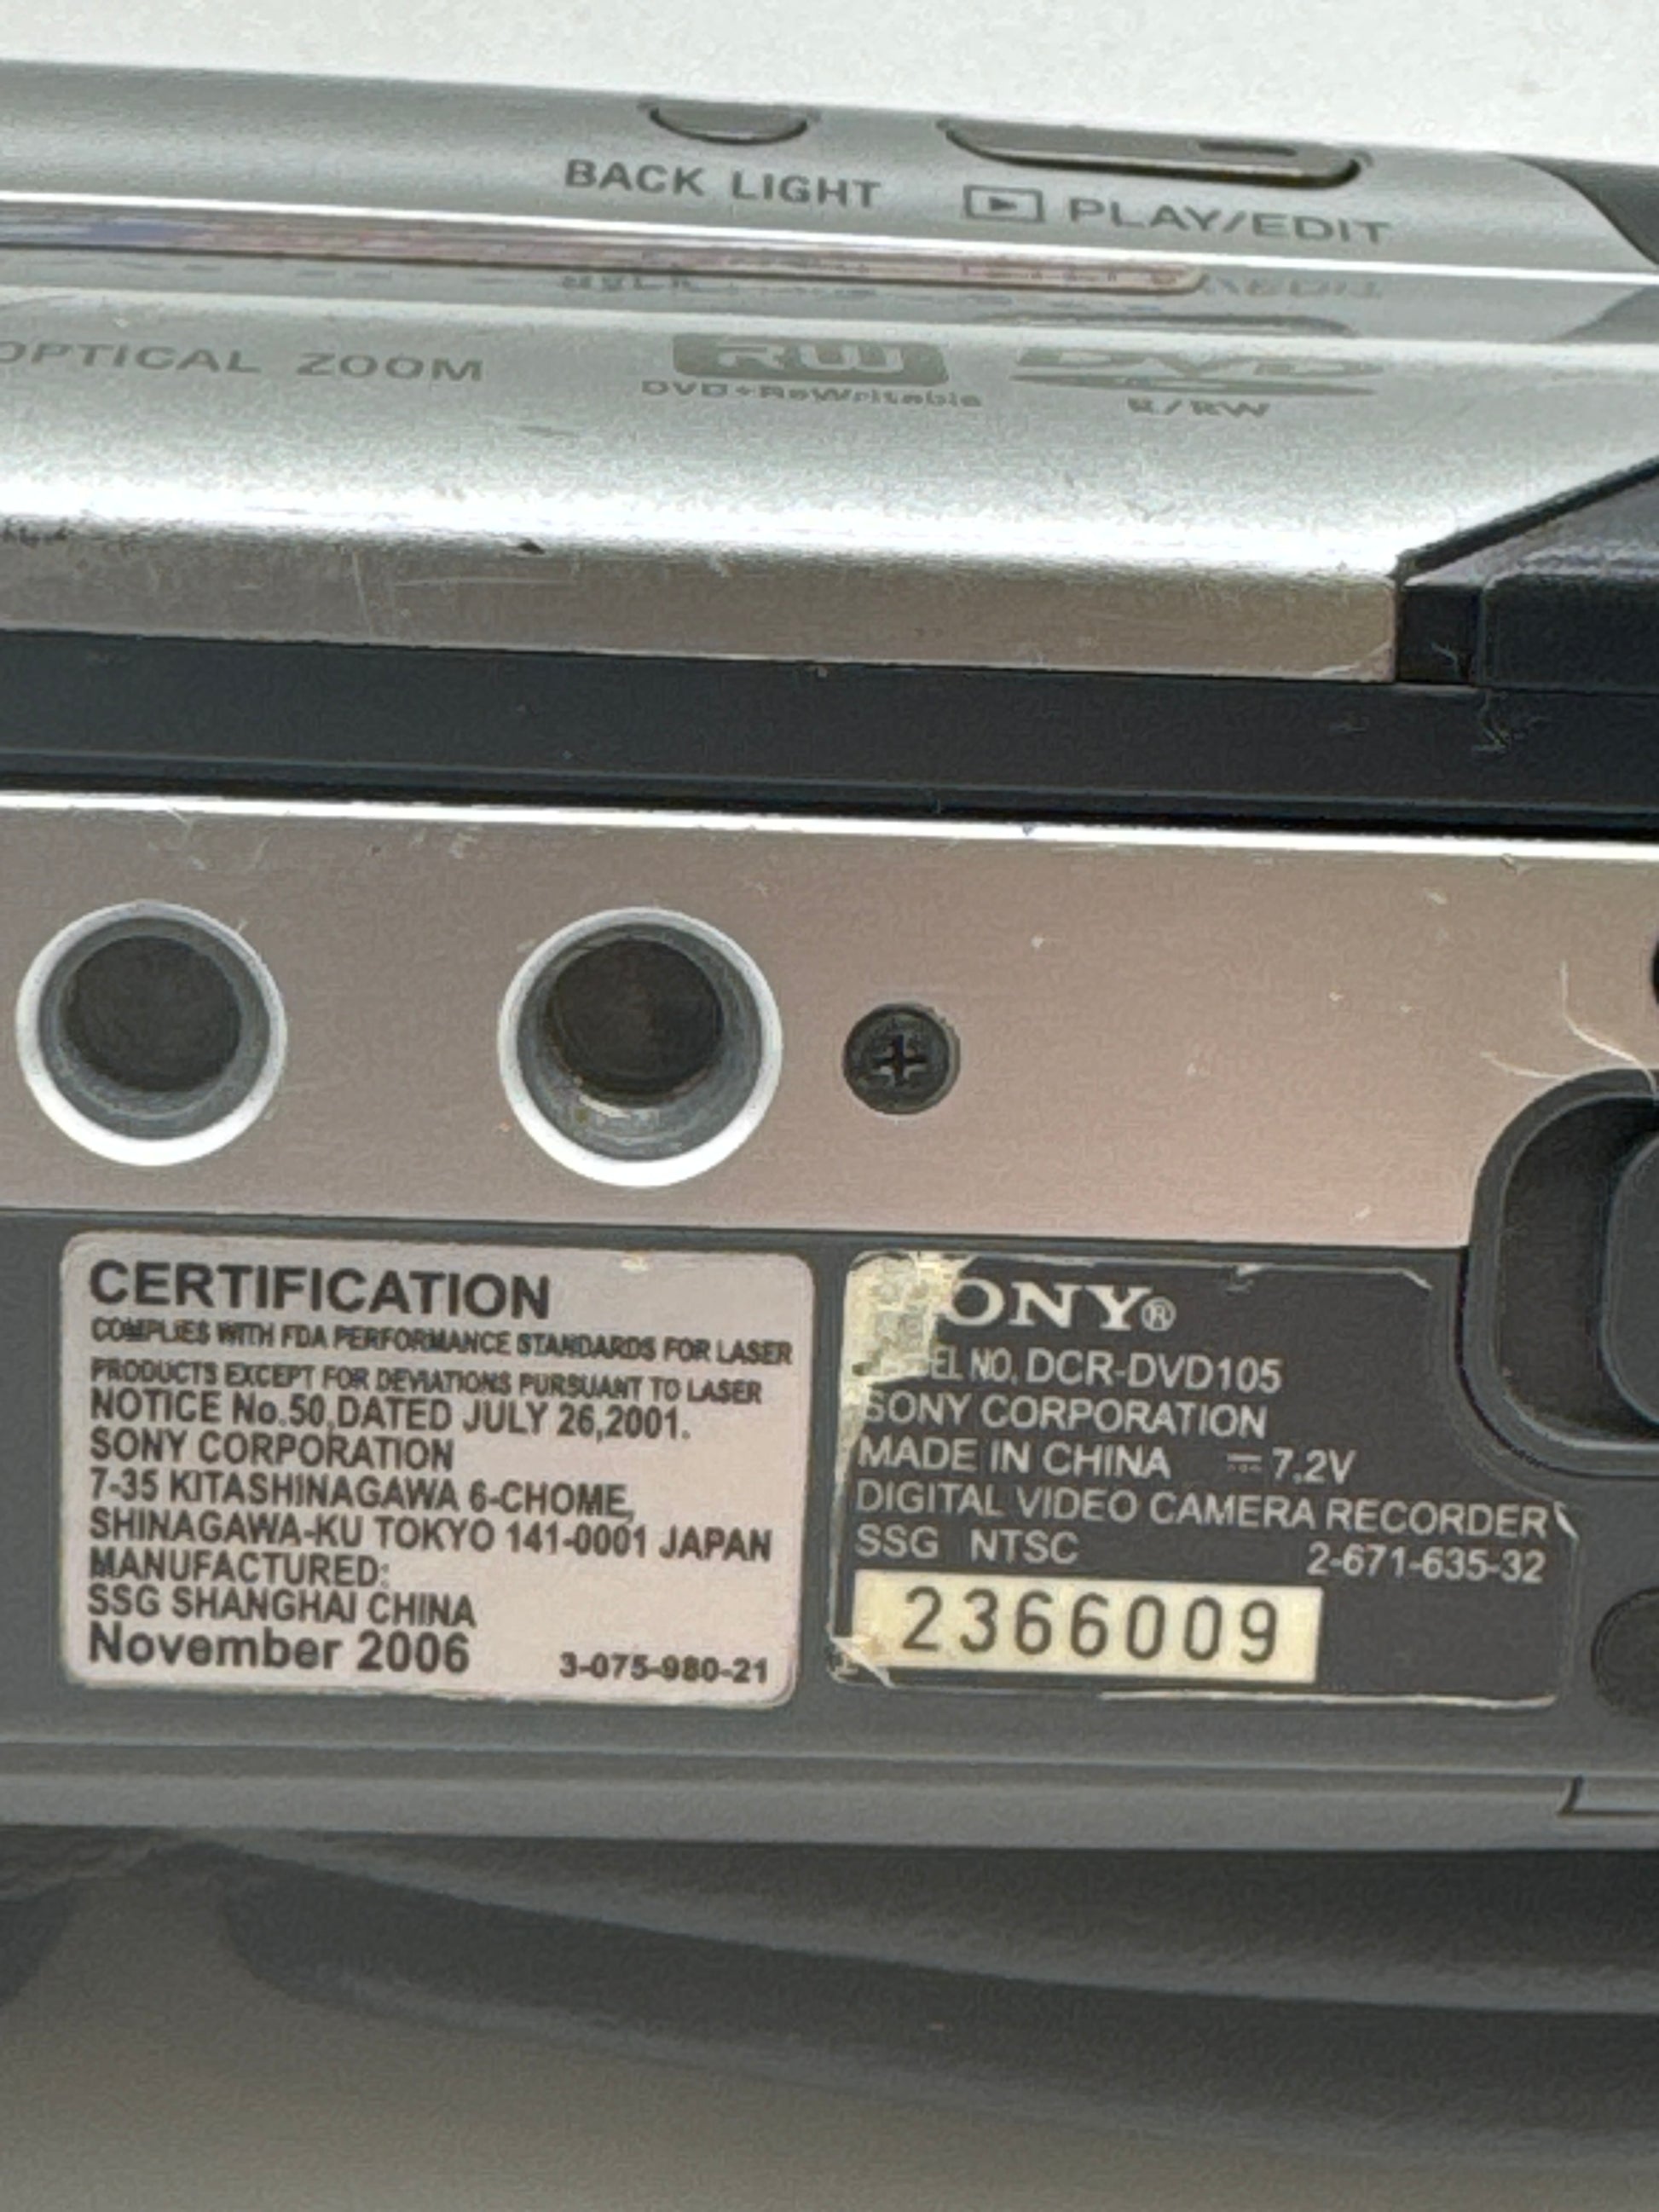 BACK LIGHT
PLAY/EDIT
OPTICAL ZOOM
RW
DVD+ReWritable
DVD
R/RW
CERTIFICATION
COMPLIES WITH FDA PERFORMANCE STANDARDS FOR LASER
PRODUCTS EXCEPT FOR DEVIATIONS PURSUANT TO LASER
NOTICE No.50,DATED JULY 26,2001.
SONY CORPORATION
7-35 KITASHINAGAWA 6-CHOME,
SHINAGAWA-KU TOKYO 141-0001 JAPAN
MANUFACTURED:
SSG SHANGHAI CHINA
November 2006 3-075-980-21
ONY®
EL NO. DCR-DVD105
SONY CORPORATION
MADE IN CHINA ⎓ 7.2V
DIGITAL VIDEO CAMERA RECORDER
SSG NTSC 2-671-635-32
2366009